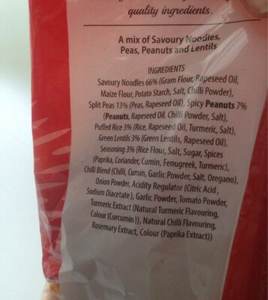 quality ingredients.
A mix of Savoury Noodles,
Peas, Peanuts and Lentils
INGREDIENTS
Savoury Noodles 66% (Gram Flour, Rapeseed Oil,
Maize Flour, Potato Starch, Salt, Chilli Powder),
Split Peas 13% (Peas, Rapeseed Oil), Spicy Peanuts 7%
(Peanuts, Rapeseed Oil, Chilli Powder, Salt),
Puffed Rice 3% (Rice, Rapeseed Oil, Turmeric, Salt),
Green Lentils 3% (Green Lentils, Rapeseed Oil),
Seasoning 3% (Rice Flour, Salt, Sugar, Spices
(Paprika, Coriander, Cumin, Fenugreek, Turmeric),
Chilli Blend (Chilli, Cumin, Garlic Powder, Salt, Oregano),
Onion Powder, Acidity Regulator (Citric Acid,
Sodium Diacetate), Garlic Powder, Tomato Powder,
Turmeric Extract (Natural Turmeric Flavouring,
Colour (Curcumin)), Natural Chilli Flavouring,
Rosemary Extract, Colour (Paprika Extract))